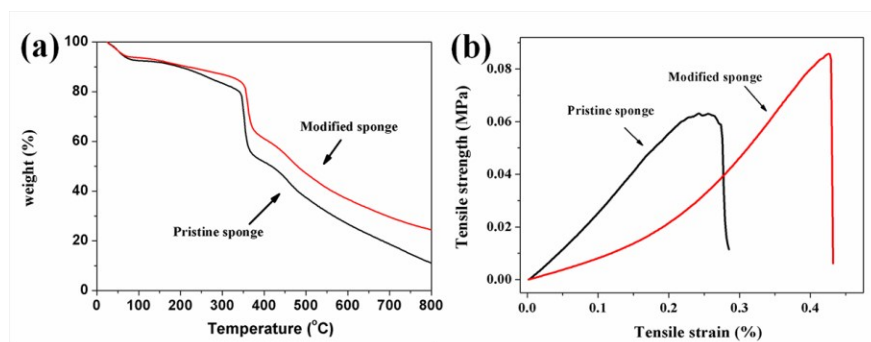 (a)
100
80
60
40
20
0
weight (%)
Modified sponge
Pristine sponge
0 100 200 300 400 500 600 700 800
Temperature (°C)
(b)
0.08
0.06
0.04
0.02
0.00
Tensile strength (MPa)
Modified sponge
Pristine sponge
0.0 0.1 0.2 0.3 0.4
Tensile strain (%)